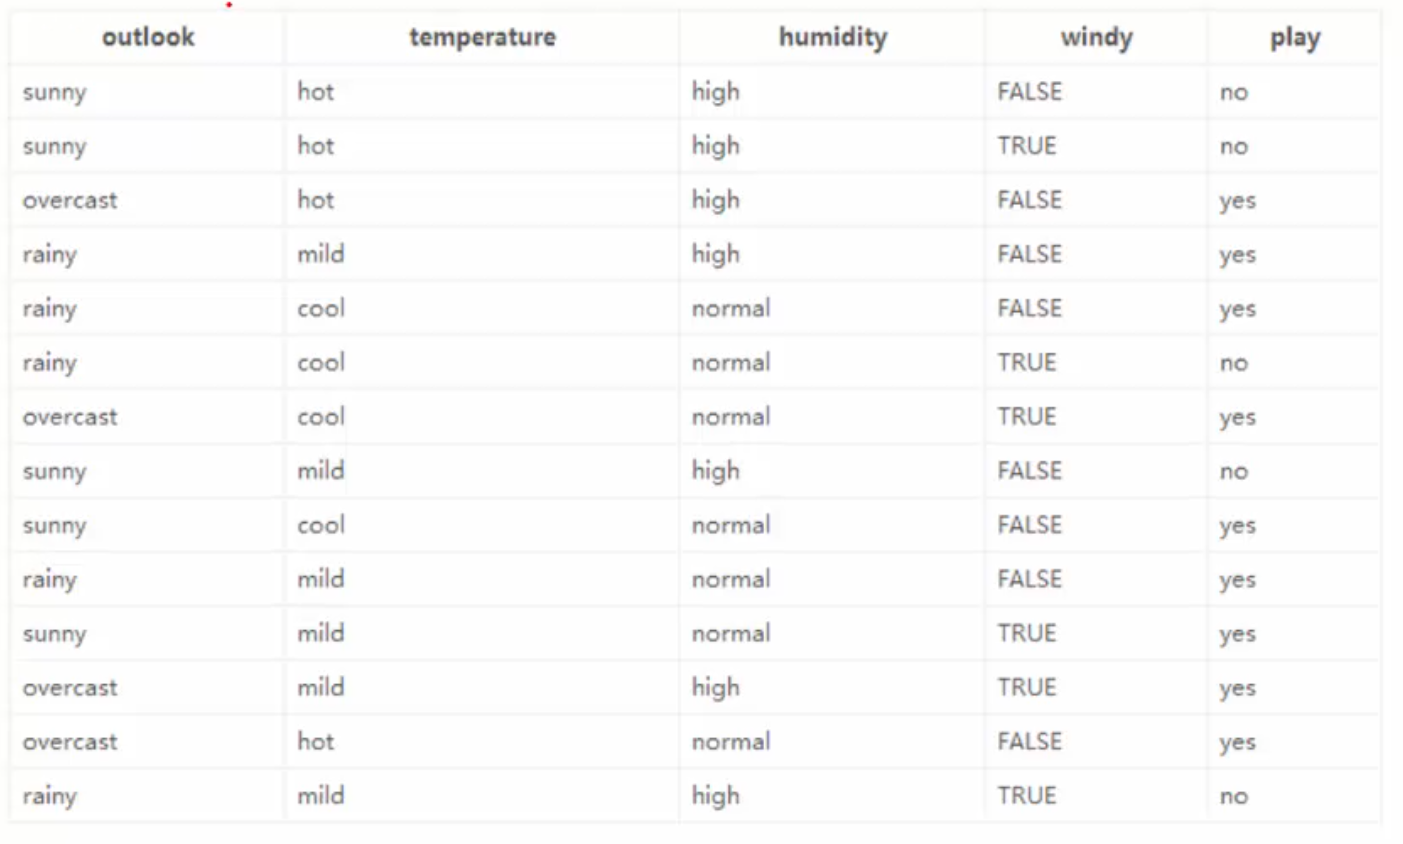 outlook temperature humidity windy play
sunny hot high FALSE no
sunny hot high TRUE no
overcast hot high FALSE yes
rainy mild high FALSE yes
rainy cool normal FALSE yes
rainy cool normal TRUE no
overcast cool normal TRUE yes
sunny mild high FALSE no
sunny cool normal FALSE yes
rainy mild normal FALSE yes
sunny mild normal TRUE yes
overcast mild high TRUE yes
overcast hot normal FALSE yes
rainy mild high TRUE no